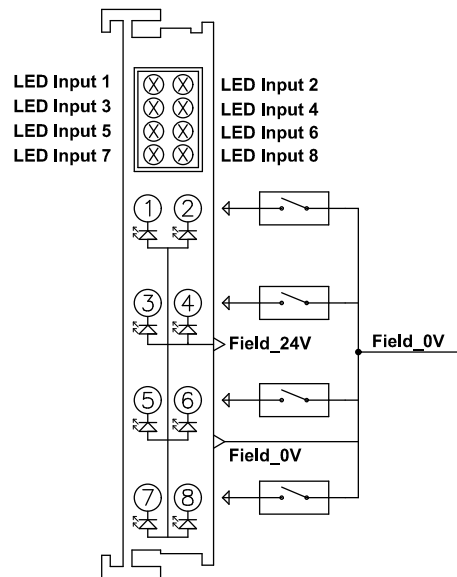 LED Input 1 LED Input 2
LED Input 3 LED Input 4
LED Input 5 LED Input 6
LED Input 7 LED Input 8
1 2
3 4
Field_24V Field_0V
5 6
Field_0V
7 8